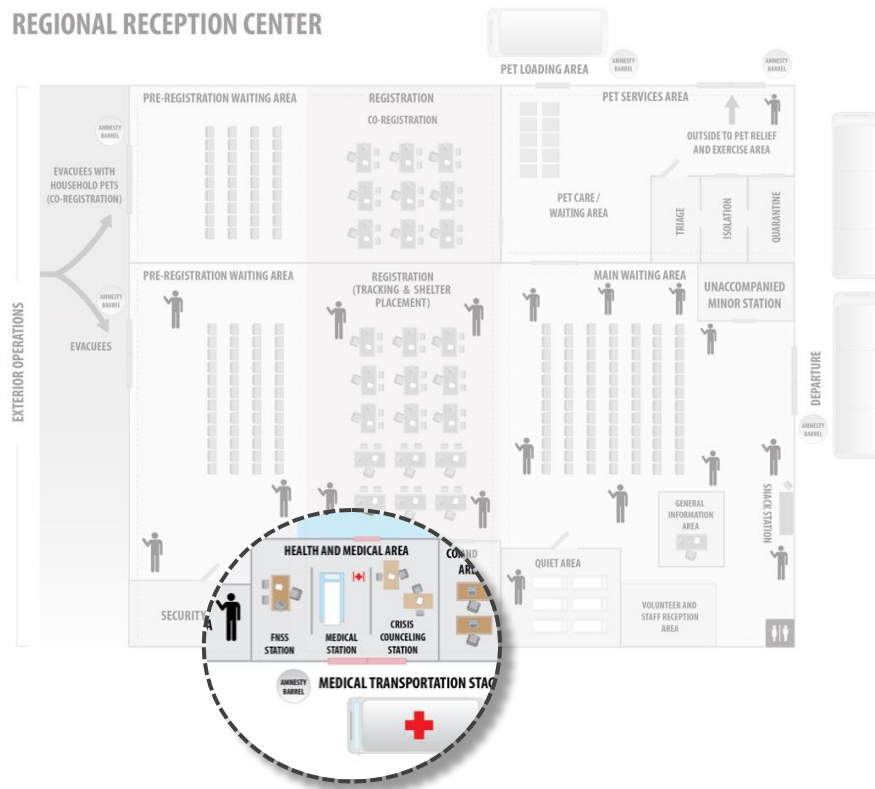 REGIONAL RECEPTION CENTER
PET LOADING AREA
AMNESTY
BARREL
AMNESTY
BARREL
PRE-REGISTRATION WAITING AREA
REGISTRATION
CO-REGISTRATION
PET SERVICES AREA
OUTSIDE TO PET RELIEF
AND EXERCISE AREA
AMNESTY
BARREL
EVACUEES WITH
HOUSEHOLD PETS
(CO-REGISTRATION)
PET CARE /
WAITING AREA
TRIAGE
ISOLATION
QUARANTINE
PRE-REGISTRATION WAITING AREA
REGISTRATION
(TRACKING & SHELTER
PLACEMENT)
MAIN WAITING AREA
UNACCOMPANIED
MINOR STATION
AMNESTY
BARREL
EVACUEES
EXTERIOR OPERATIONS
DEPARTURE
AMNESTY
BARREL
SNACK STATION
GENERAL
INFORMATION
AREA
HEALTH AND MEDICAL AREA
QUIET AREA
SECURITY
FNSS
STATION
MEDICAL
STATION
CRISIS
COUNCELING
STATION
VOLUNTEER AND
STAFF RECEPTION
AREA
AMNESTY
BARREL
MEDICAL TRANSPORTATION STAG